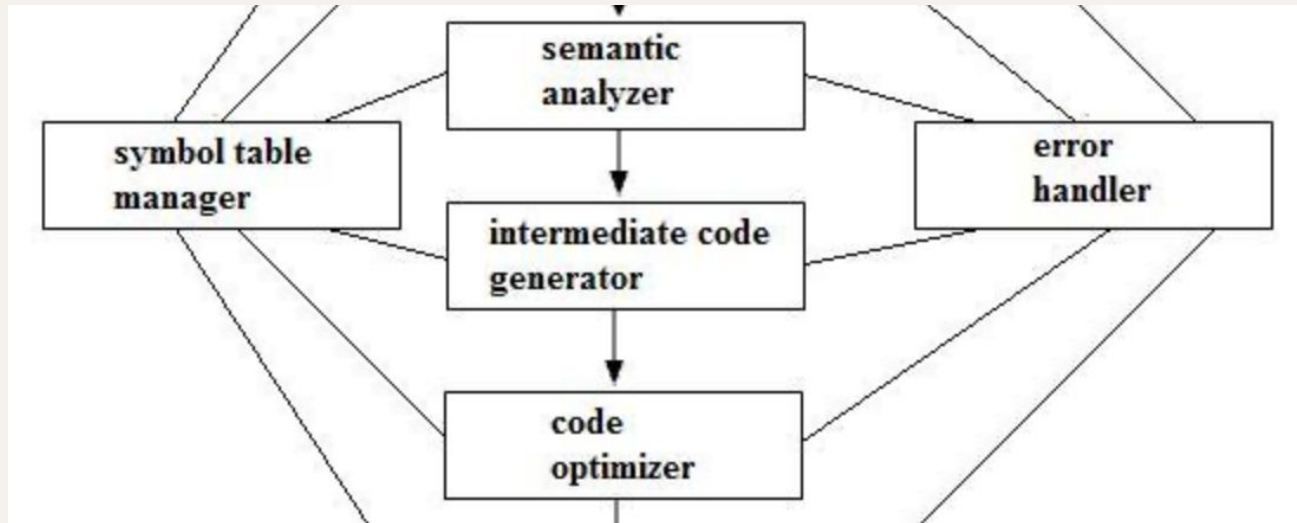 semantic
analyzer
symbol table
manager
error
handler
intermediate code
generator
code
optimizer